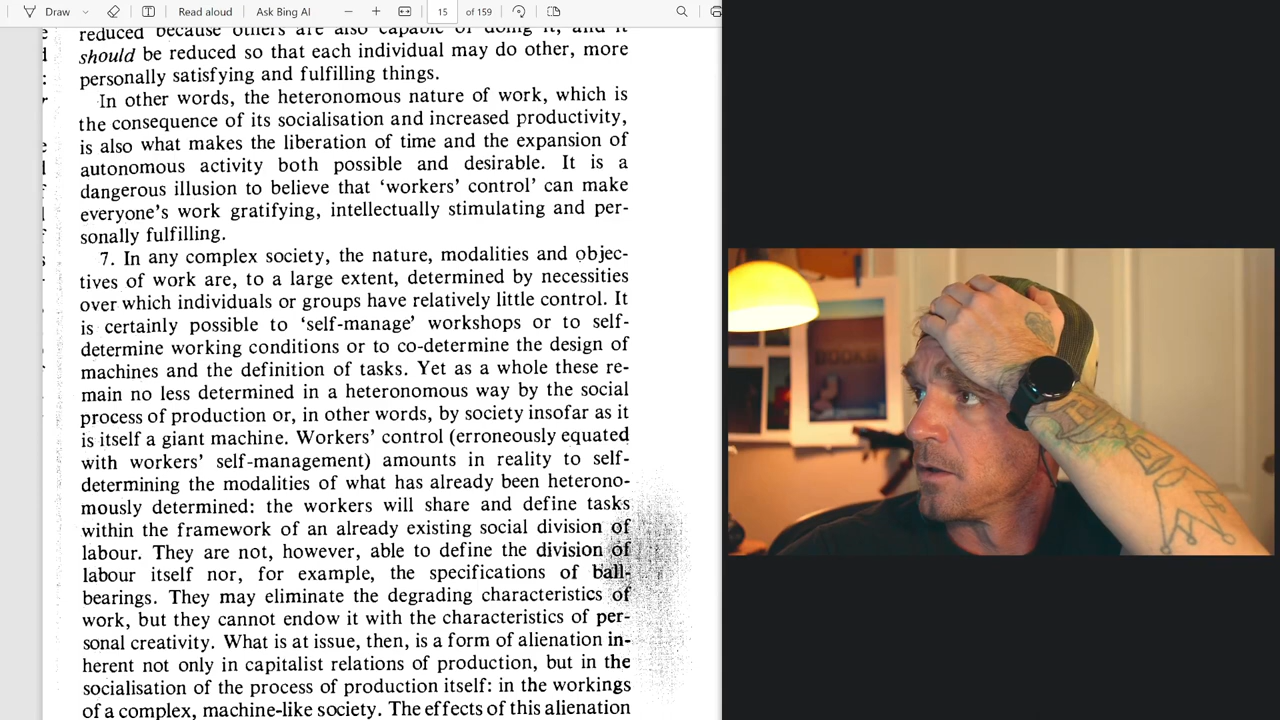 Draw
Read aloud
Ask Bing AI
15 of 159
reduced because others are also capable of doing it, and it
should be reduced so that each individual may do other, more
personally satisfying and fulfilling things.
In other words, the heteronomous nature of work, which is
the consequence of its socialisation and increased productivity,
is also what makes the liberation of time and the expansion of
autonomous activity both possible and desirable. It is a
dangerous illusion to believe that ‘workers’ control’ can make
everyone’s work gratifying, intellectually stimulating and per-
sonally fulfilling.
7. In any complex society, the nature, modalities and objec-
tives of work are, to a large extent, determined by necessities
over which individuals or groups have relatively little control. It
is certainly possible to ‘self-manage’ workshops or to self-
determine working conditions or to co-determine the design of
machines and the definition of tasks. Yet as a whole these re-
main no less determined in a heteronomous way by the social
process of production or, in other words, by society insofar as it
is itself a giant machine. Workers’ control (erroneously equated
with workers’ self-management) amounts in reality to self-
determining the modalities of what has already been heterono-
mously determined: the workers will share and define tasks
within the framework of an already existing social division of
labour. They are not, however, able to define the division of
labour itself nor, for example, the specifications of ball-
bearings. They may eliminate the degrading characteristics of
work, but they cannot endow it with the characteristics of per-
sonal creativity. What is at issue, then, is a form of alienation in-
herent not only in capitalist relations of production, but in the
socialisation of the process of production itself: in the workings
of a complex, machine-like society. The effects of this alienation
BOOKS